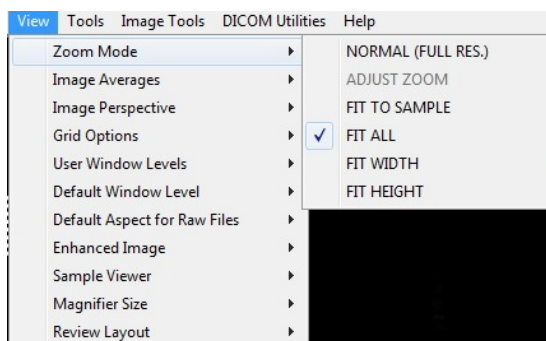 View Tools Image Tools DICOM Utilities Help
Zoom Mode
Image Averages
Image Perspective
Grid Options
User Window Levels
Default Window Level
Default Aspect for Raw Files
Enhanced Image
Sample Viewer
Magnifier Size
Review Layout
NORMAL (FULL RES.)
ADJUST ZOOM
FIT TO SAMPLE
FIT ALL
FIT WIDTH
FIT HEIGHT